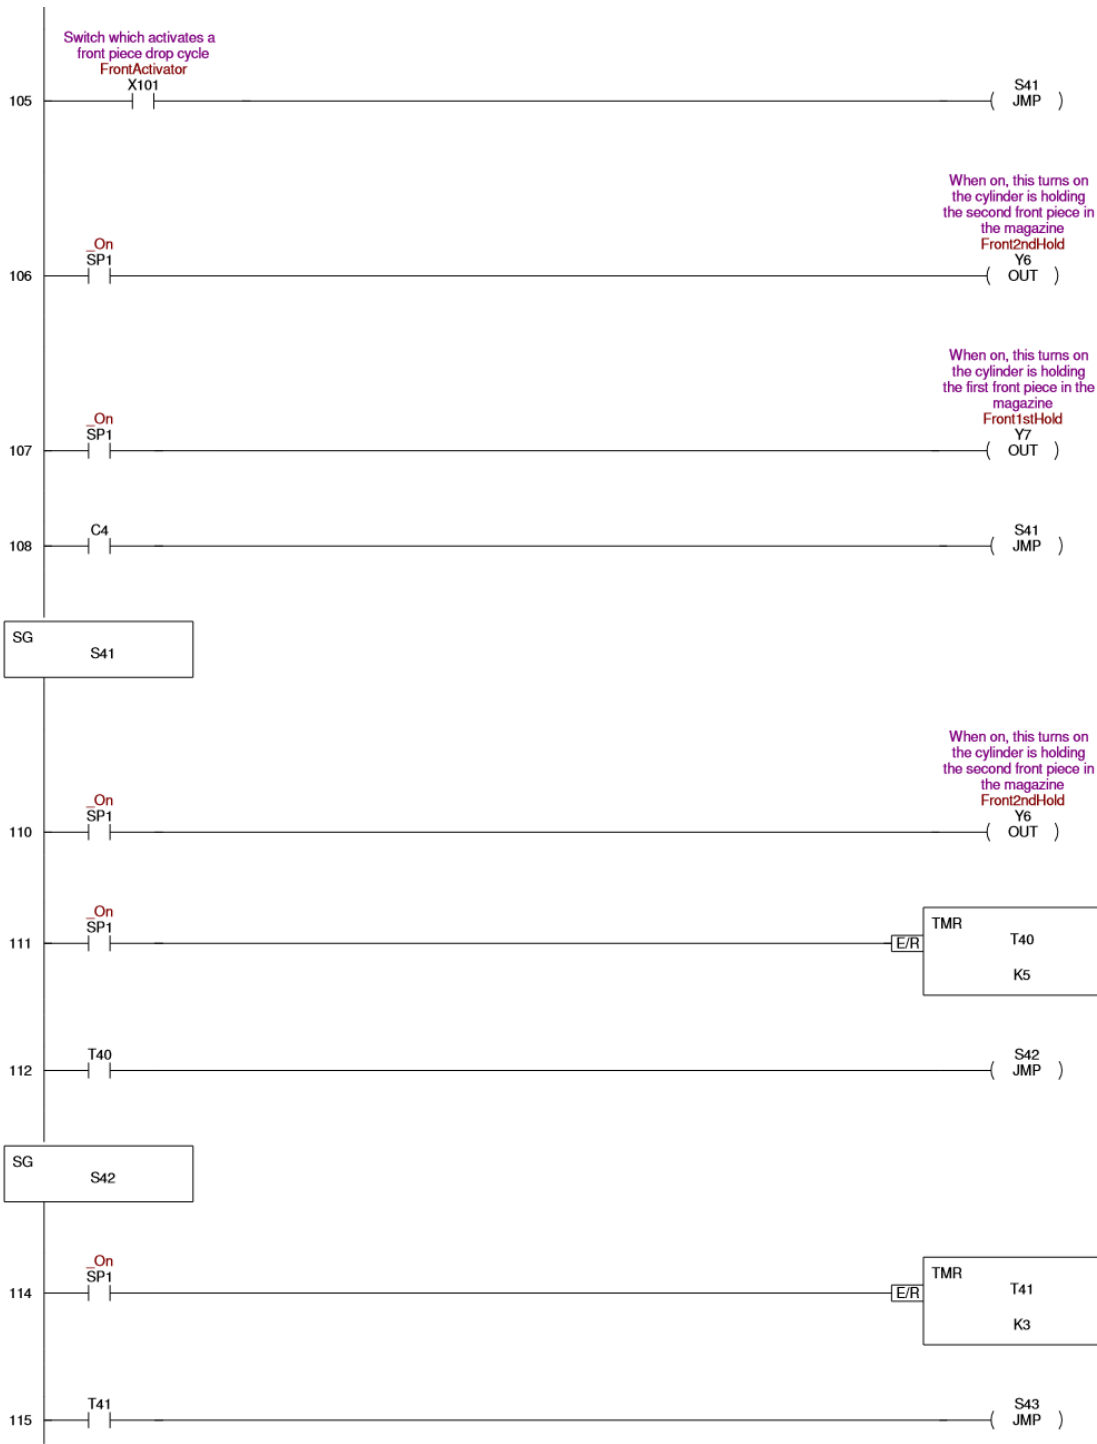 Switch which activates a
front piece drop cycle
FrontActivator
X101
S41
105
JMP
When on, this turns on
the cylinder is holding
the second front piece in
the magazine
_On
Front2ndHold
SP1
Y6
106
OUT
When on, this turns on
the cylinder is holding
the first front piece in the
magazine
_On
Front1stHold
SP1
Y7
107
OUT
C4
S41
108
JMP
SG
S41
When on, this turns on
the cylinder is holding
the second front piece in
the magazine
_On
Front2ndHold
SP1
Y6
110
OUT
_On
SP1
TMR
T40
111
E/R
K5
T40
S42
112
JMP
SG
S42
_On
SP1
TMR
T41
114
E/R
K3
T41
S43
115
JMP